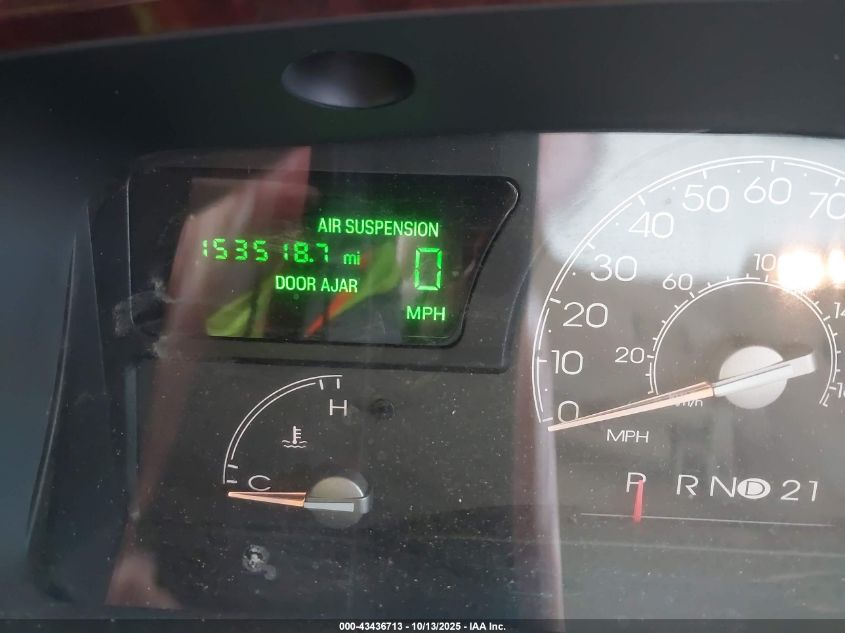 AIR SUSPENSION
153518.7 mi
0
DOOR AJAR
MPH
0 10 20 30 40 50 60 70
20 60 10
MPH
H
C
P R N D 2 1
000-43436713 - 10/13/2025 - IAA Inc.